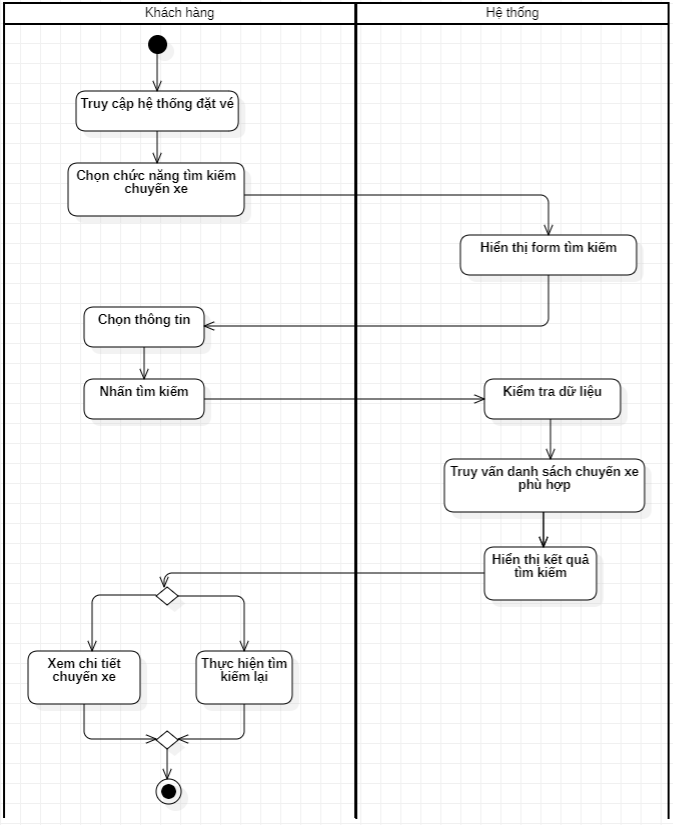 Khách hàng
Hệ thống
Truy cập hệ thống đặt vé
Chọn chức năng tìm kiếm
chuyến xe
Hiển thị form tìm kiếm
Chọn thông tin
Nhấn tìm kiếm
Kiểm tra dữ liệu
Truy vấn danh sách chuyến xe
phù hợp
Hiển thị kết quả
tìm kiếm
Xem chi tiết
chuyến xe
Thực hiện tìm
kiếm lại